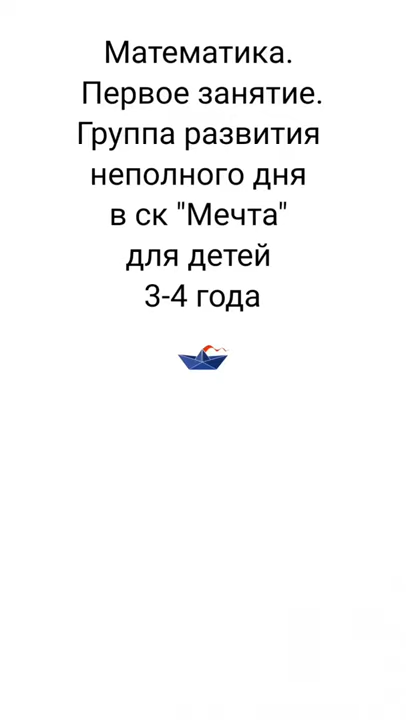 Математика.
Первое занятие.
Группа развития
неполного дня
в ск "Мечта"
для детей
3-4 года